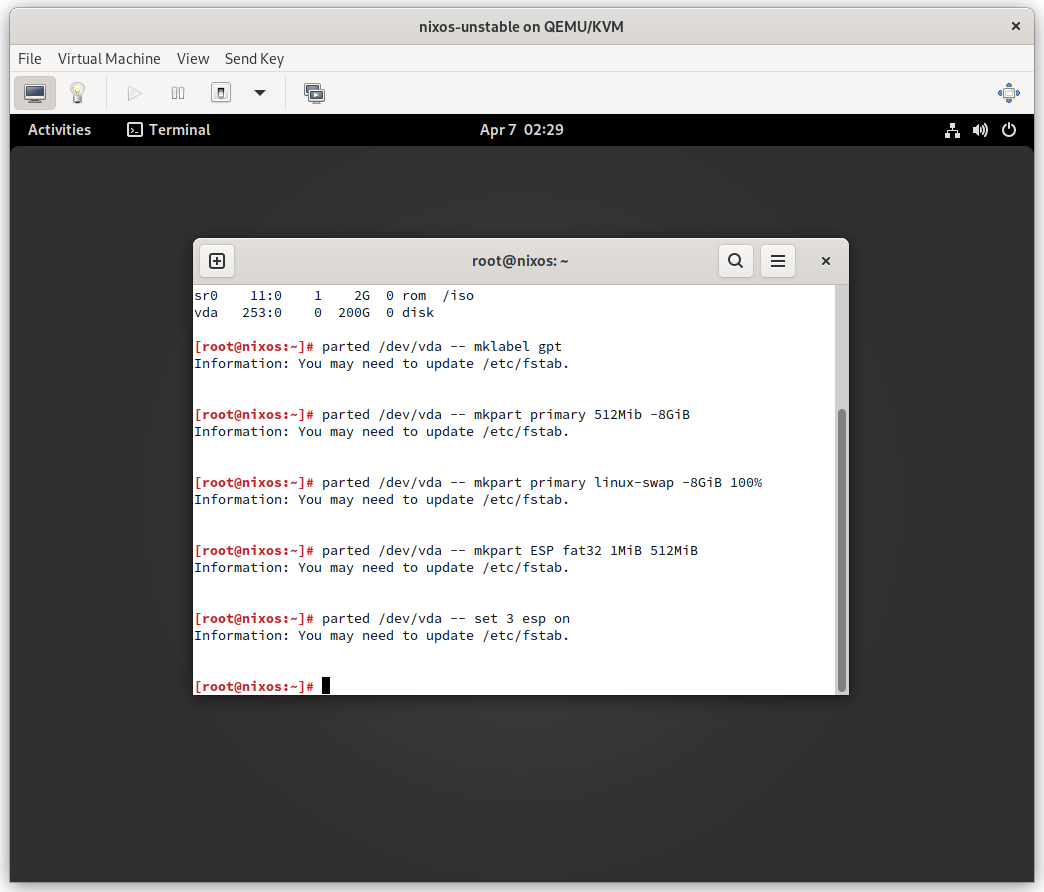 nixos-unstable on QEMU/KVM
File Virtual Machine View Send Key
Activities Terminal Apr 7 02:29
root@nixos: ~
sr0 11:0 1 2G 0 rom /iso
vda 253:0 0 200G 0 disk
[root@nixos:~]# parted /dev/vda -- mklabel gpt
Information: You may need to update /etc/fstab.
[root@nixos:~]# parted /dev/vda -- mkpart primary 512Mib -8GiB
Information: You may need to update /etc/fstab.
[root@nixos:~]# parted /dev/vda -- mkpart primary linux-swap -8GiB 100%
Information: You may need to update /etc/fstab.
[root@nixos:~]# parted /dev/vda -- mkpart ESP fat32 1MiB 512MiB
Information: You may need to update /etc/fstab.
[root@nixos:~]# parted /dev/vda -- set 3 esp on
Information: You may need to update /etc/fstab.
[root@nixos:~]#